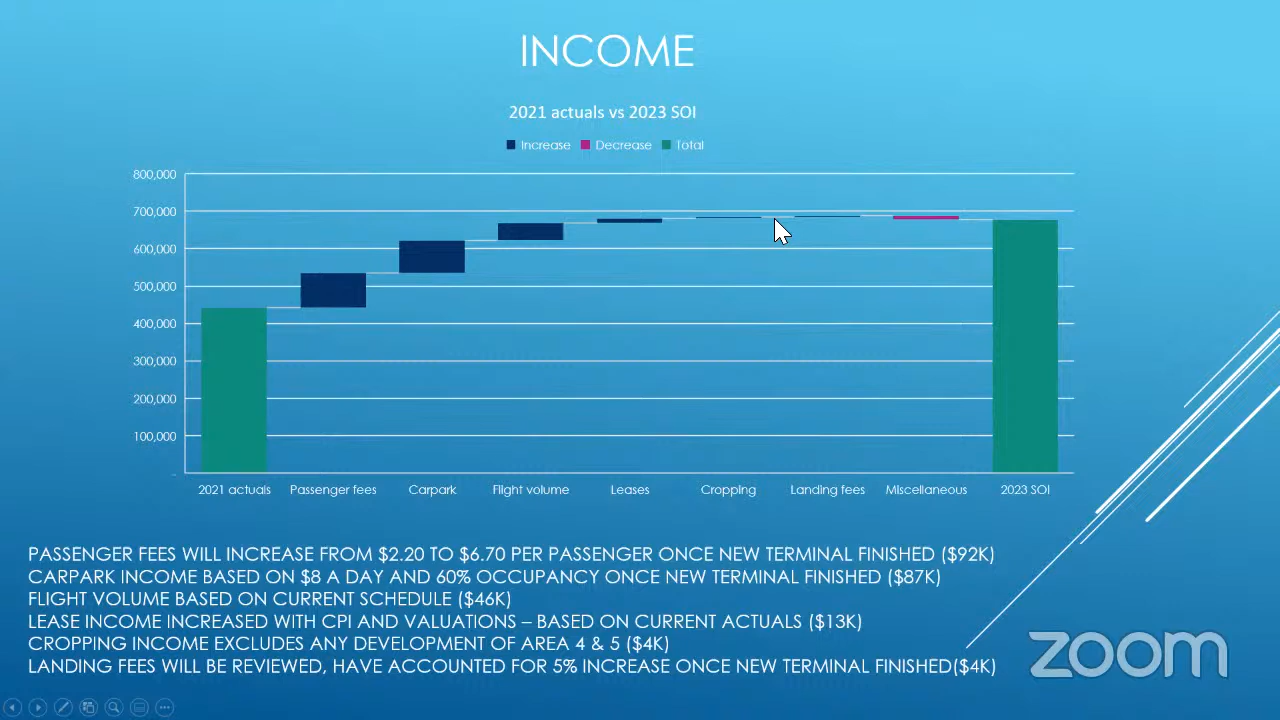 INCOME
2021 actuals vs 2023 SOI
Increase Decrease Total
800,000
700,000
600,000
500,000
400,000
300,000
200,000
100,000
-
2021 actuals Passenger fees Carpark Flight volume Leases Cropping Landing fees Miscellaneous 2023 SOI
PASSENGER FEES WILL INCREASE FROM $2.20 TO $6.70 PER PASSENGER ONCE NEW TERMINAL FINISHED ($92K)
CARPARK INCOME BASED ON $8 A DAY AND 60% OCCUPANCY ONCE NEW TERMINAL FINISHED ($87K)
FLIGHT VOLUME BASED ON CURRENT SCHEDULE ($46K)
LEASE INCOME INCREASED WITH CPI AND VALUATIONS – BASED ON CURRENT ACTUALS ($13K)
CROPPING INCOME EXCLUDES ANY DEVELOPMENT OF AREA 4 & 5 ($4K)
LANDING FEES WILL BE REVIEWED, HAVE ACCOUNTED FOR 5% INCREASE ONCE NEW TERMINAL FINISHED($4K)
zoom